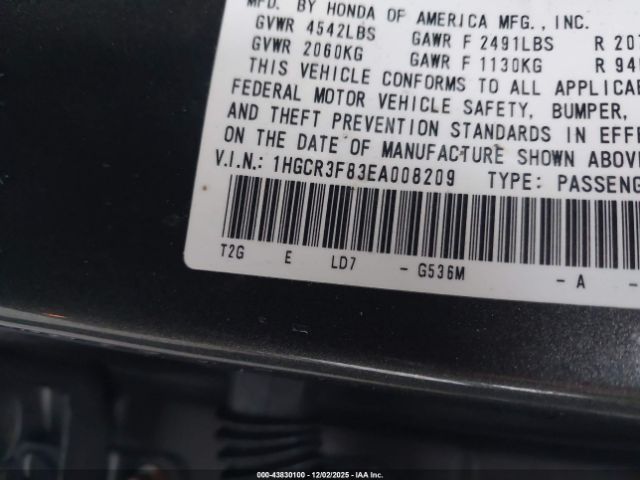 MFD. BY HONDA OF AMERICA MFG., INC.
GVWR 4542LBS GAWR F 2491LBS R
GVWR 2060KG GAWR F 1130KG R
THIS VEHICLE CONFORMS TO ALL
FEDERAL MOTOR VEHICLE SAFETY, BUMPER,
AND THEFT PREVENTION STANDARDS IN
ON THE DATE OF MANUFACTURE SHOWN ABOVE
V.I.N.: 1HGCR3F83EA008209 TYPE:
T2G E LD7 - G536M - A -
000-43830100 - 12/02/2025 - IAA Inc.